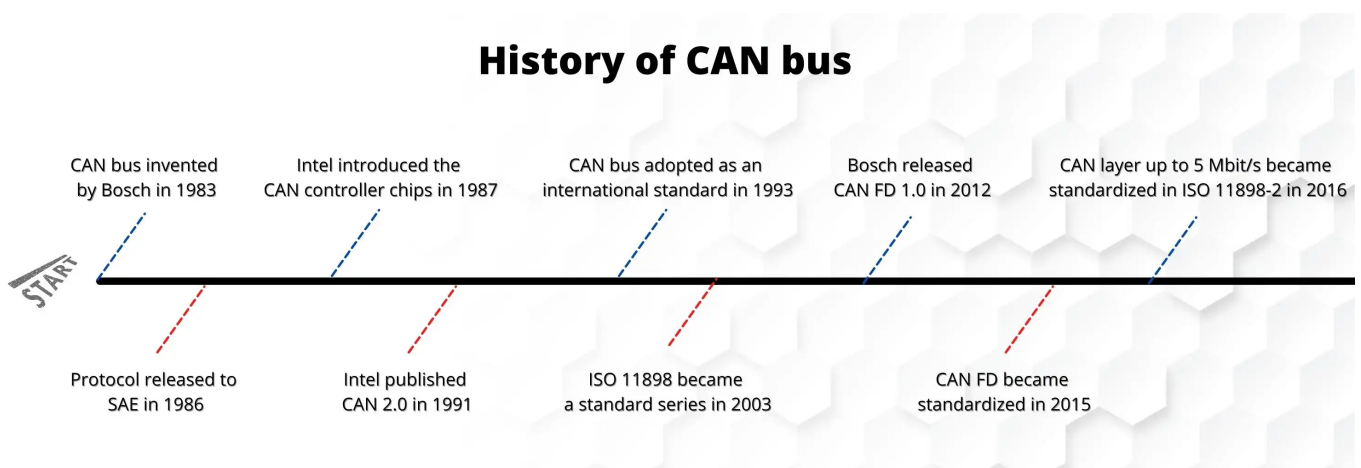 History of CAN bus
CAN bus invented
by Bosch in 1983
Intel introduced the
CAN controller chips in 1987
CAN bus adopted as an
international standard in 1993
Bosch released
CAN FD 1.0 in 2012
CAN layer up to 5 Mbit/s became
standardized in ISO 11898-2 in 2016
START
Protocol released to
SAE in 1986
Intel published
CAN 2.0 in 1991
ISO 11898 became
a standard series in 2003
CAN FD became
standardized in 2015